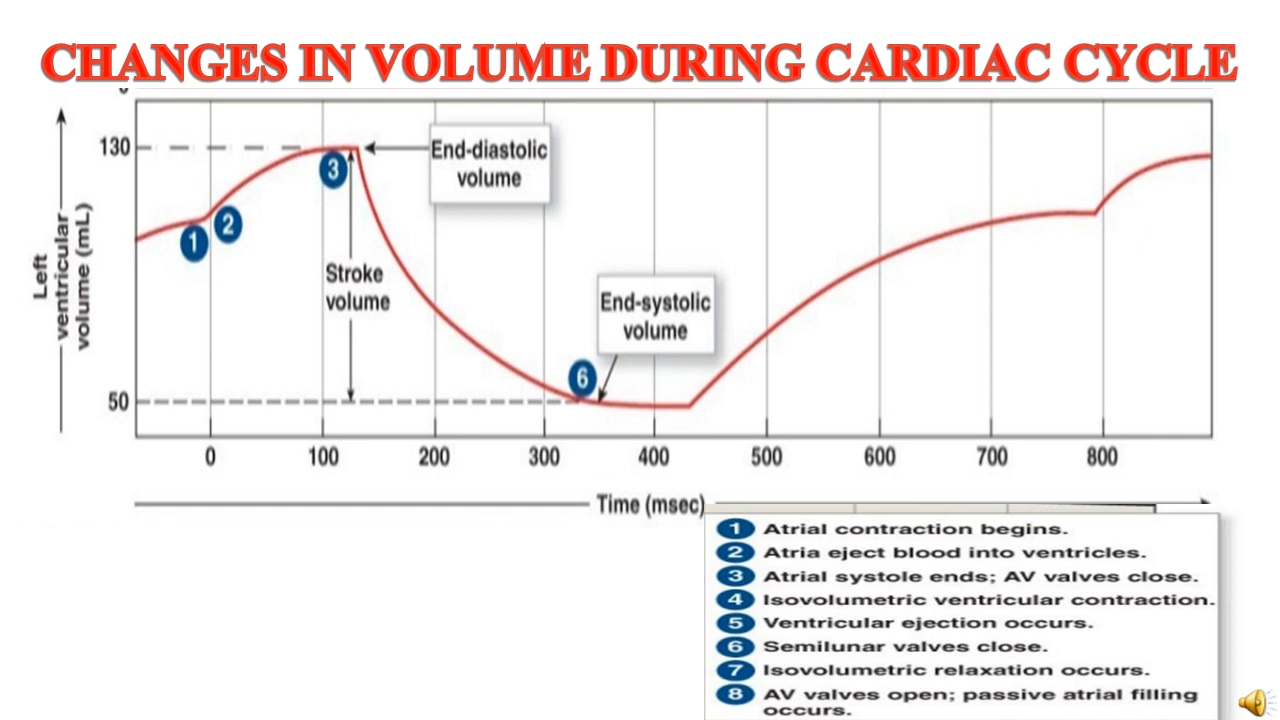 CHANGES IN VOLUME DURING CARDIAC CYCLE
130
End-diastolic
volume
3
2
1
Left
ventricular
volume (mL)
Stroke
volume
End-systolic
volume
6
50
0 100 200 300 400 500 600 700 800
Time (msec)
1 Atrial contraction begins.
2 Atria eject blood into ventricles.
3 Atrial systole ends; AV valves close.
4 Isovolumetric ventricular contraction.
5 Ventricular ejection occurs.
6 Semilunar valves close.
7 Isovolumetric relaxation occurs.
8 AV valves open; passive atrial filling
occurs.